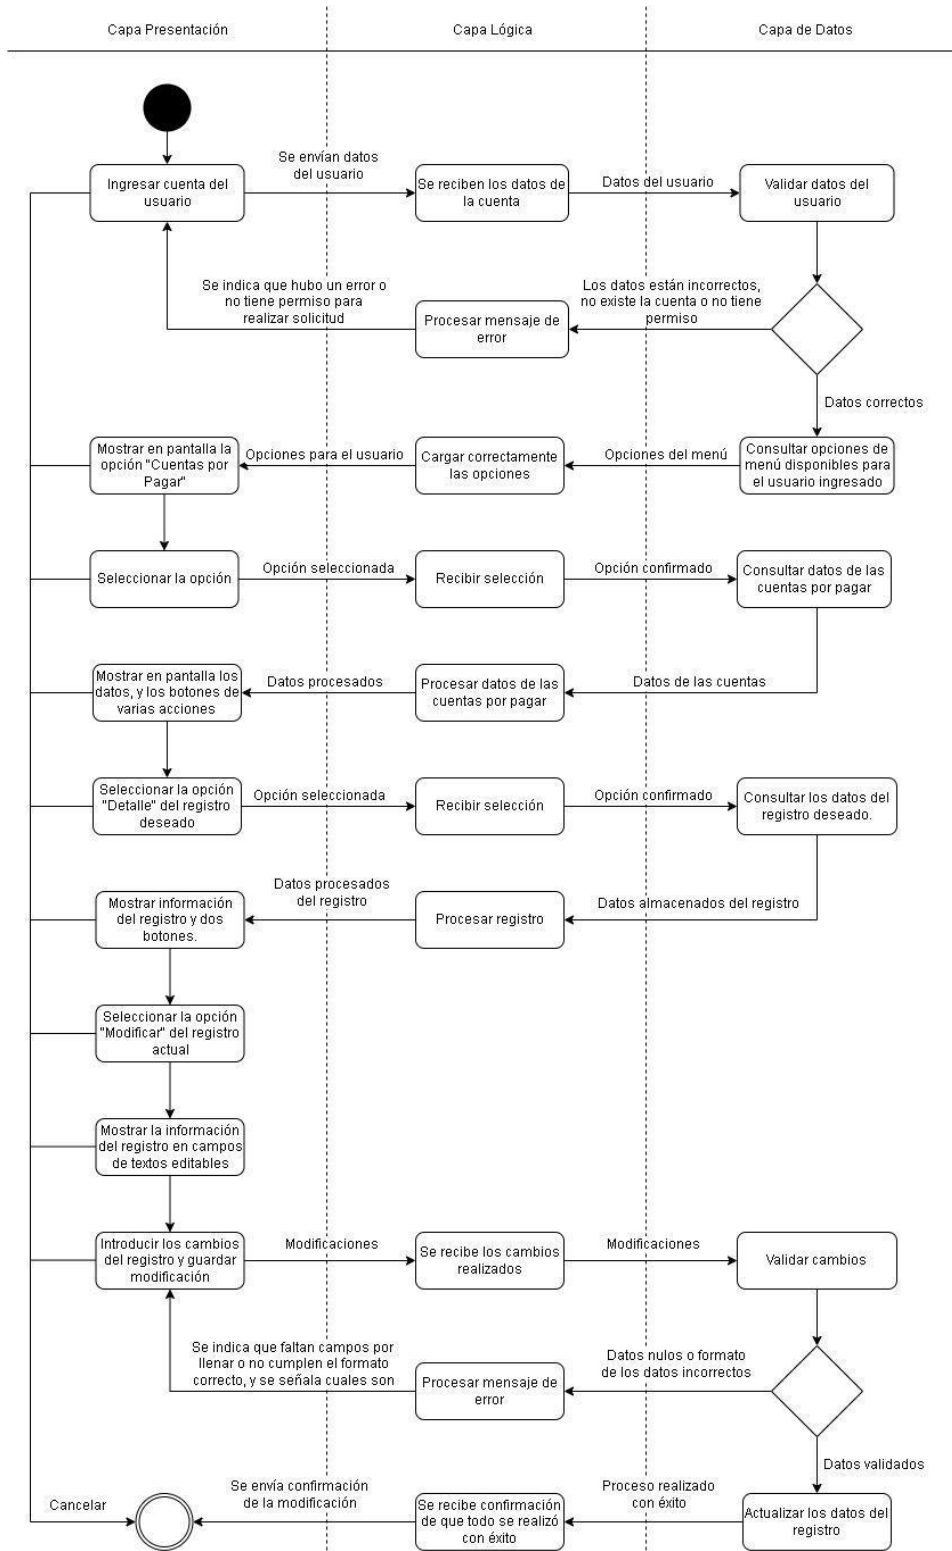 Capa Presentación
Capa Lógica
Capa de Datos
Se envían datos
del usuario
Ingresar cuenta del
usuario
Se reciben los datos de
la cuenta
Datos del usuario
Validar datos del
usuario
Se indica que hubo un error o
no tiene permiso para
realizar solicitud
Procesar mensaje de
error
Los datos están incorrectos,
no existe la cuenta o no tiene
permiso
Datos correctos
Mostrar en pantalla la
opción "Cuentas por
Pagar"
Opciones para el usuario
Cargar correctamente
las opciones
Opciones del menú
Consultar opciones de
menú disponibles para
el usuario ingresado
Seleccionar la opción
Opción seleccionada
Recibir selección
Opción confirmado
Consultar datos de las
cuentas por pagar
Mostrar en pantalla los
datos, y los botones de
varias acciones
Datos procesados
Procesar datos de las
cuentas por pagar
Datos de las cuentas
Seleccionar la opción
"Detalle" del registro
deseado
Opción seleccionada
Recibir selección
Opción confirmado
Consultar los datos del
registro deseado.
Mostrar información
del registro y dos
botones.
Datos procesados
del registro
Procesar registro
Datos almacenados del registro
Seleccionar la opción
"Modificar" del registro
actual
Mostrar la información
del registro en campos
de textos editables
Introducir los cambios
del registro y guardar
modificación
Modificaciones
Se recibe los cambios
realizados
Modificaciones
Validar cambios
Se indica que faltan campos por
llenar o no cumplen el formato
correcto, y se señala cuales son
Procesar mensaje de
error
Datos nulos o formato
de los datos incorrectos
Datos validados
Cancelar
Se envía confirmación
de la modificación
Se recibe confirmación
de que todo se realizó
con éxito
Proceso realizado
con éxito
Actualizar los datos del
registro